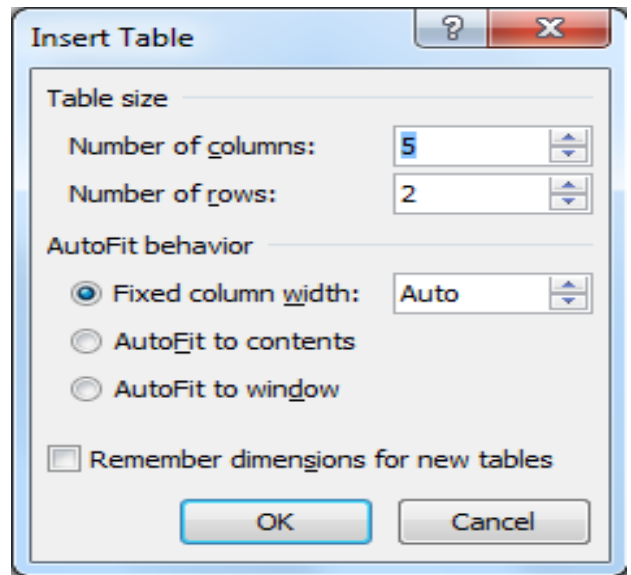 Insert Table
Table size
Number of columns: 5
Number of rows: 2
AutoFit behavior
Fixed column width: Auto
AutoFit to contents
AutoFit to window
Remember dimensions for new tables
OK Cancel